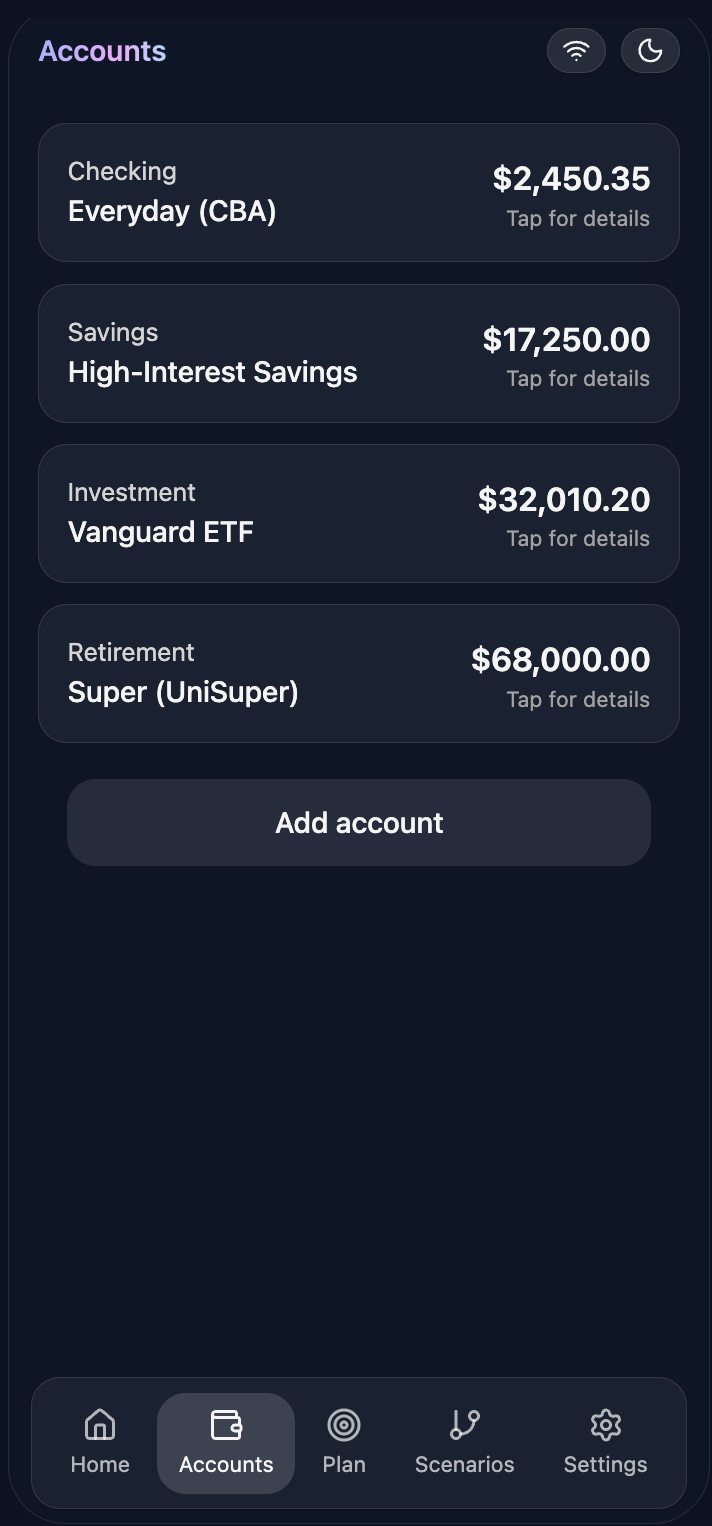 Accounts
Checking
Everyday (CBA)
$2,450.35
Tap for details
Savings
High-Interest Savings
$17,250.00
Tap for details
Investment
Vanguard ETF
$32,010.20
Tap for details
Retirement
Super (UniSuper)
$68,000.00
Tap for details
Add account
Home
Accounts
Plan
Scenarios
Settings